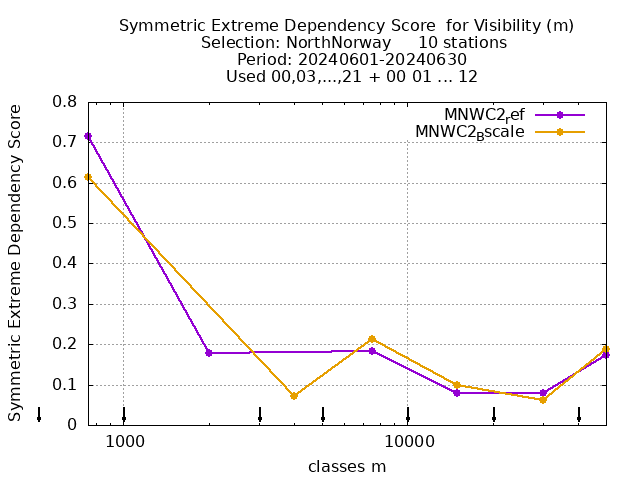 Symmetric Extreme Dependency Score  for Visibility (m)
Selection: NorthNorway     10 stations
Period: 20240601-20240630
Used 00,03,...,21 + 00 01 ... 12
MNWC2ref
MNWC2Bscale
Symmetric Extreme Dependency Score
0.8
0.7
0.6
0.5
0.4
0.3
0.2
0.1
0
1000
10000
classes m